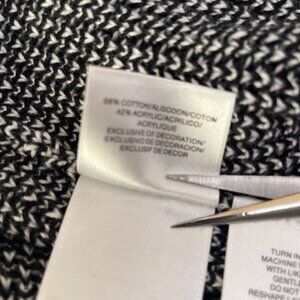 58% COTTON/ALGODON/COTON
42% ACRYLIC/ACRILICO/
ACRYLIQUE
EXCLUSIVE OF DECORATION/
EXCLUSIVO DE DECORACION/
EXCLUSIF DE DECOR
TURN IN
MACHINE
WITH LI
GENTL
DO NOT
RESHAPE